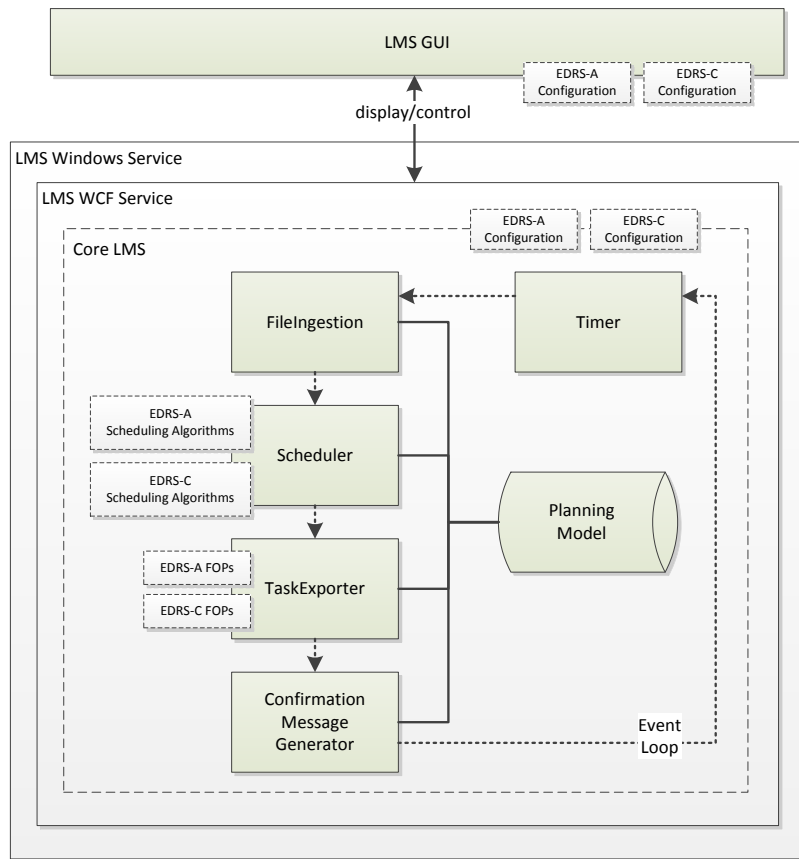 LMS GUI
EDRS-A
Configuration
EDRS-C
Configuration
display/control
LMS Windows Service
LMS WCF Service
EDRS-A
Configuration
EDRS-C
Configuration
Core LMS
FileIngestion
Timer
EDRS-A
Scheduling Algorithms
Scheduler
EDRS-C
Scheduling Algorithms
Planning
Model
EDRS-A FOPs
TaskExporter
EDRS-C FOPs
Confirmation
Message
Generator
Event
Loop